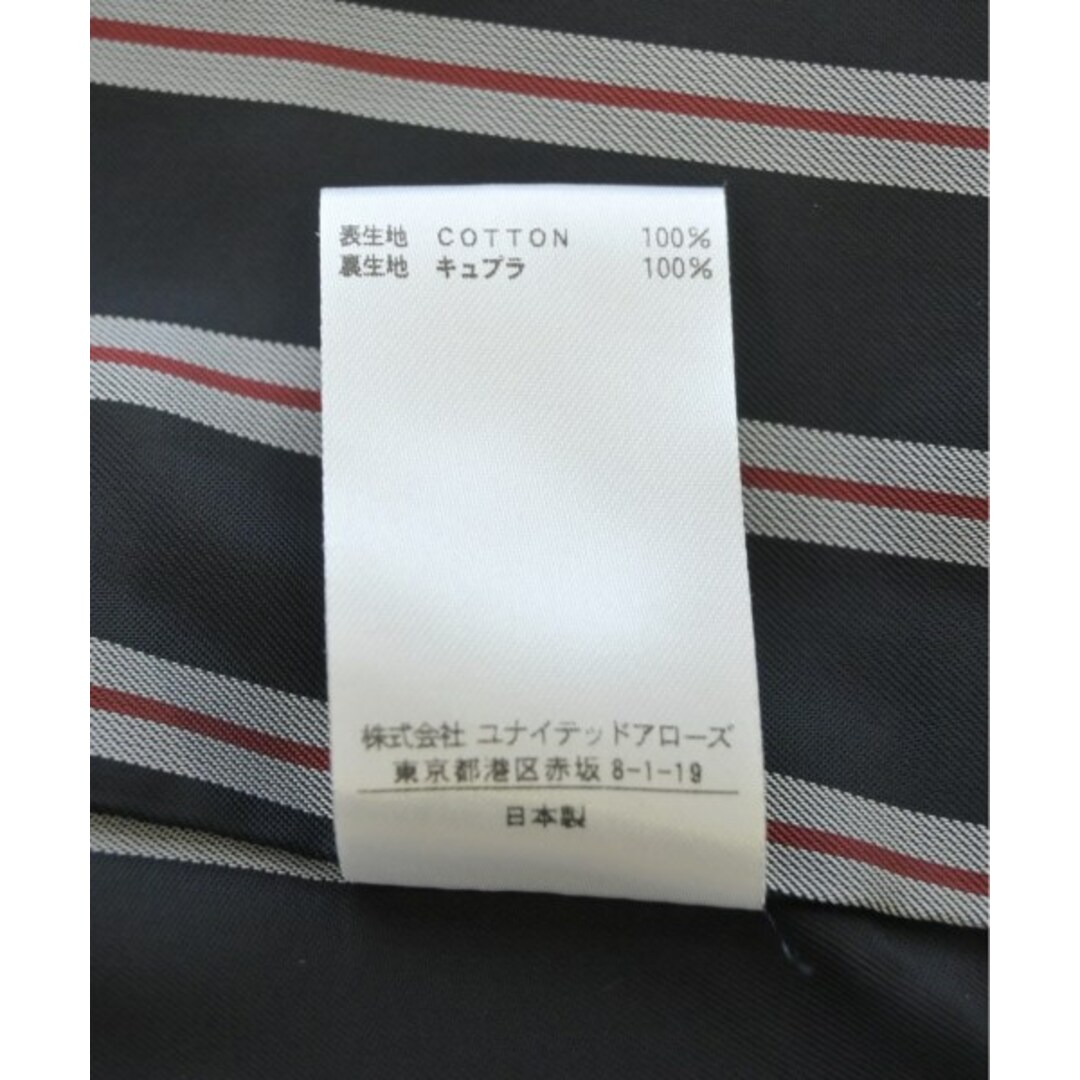 表生地 COTTON 100%
裏生地 キュプラ 100%
株式会社 ユナイテッドアローズ
東京都港区赤坂 8-1-19
日本製